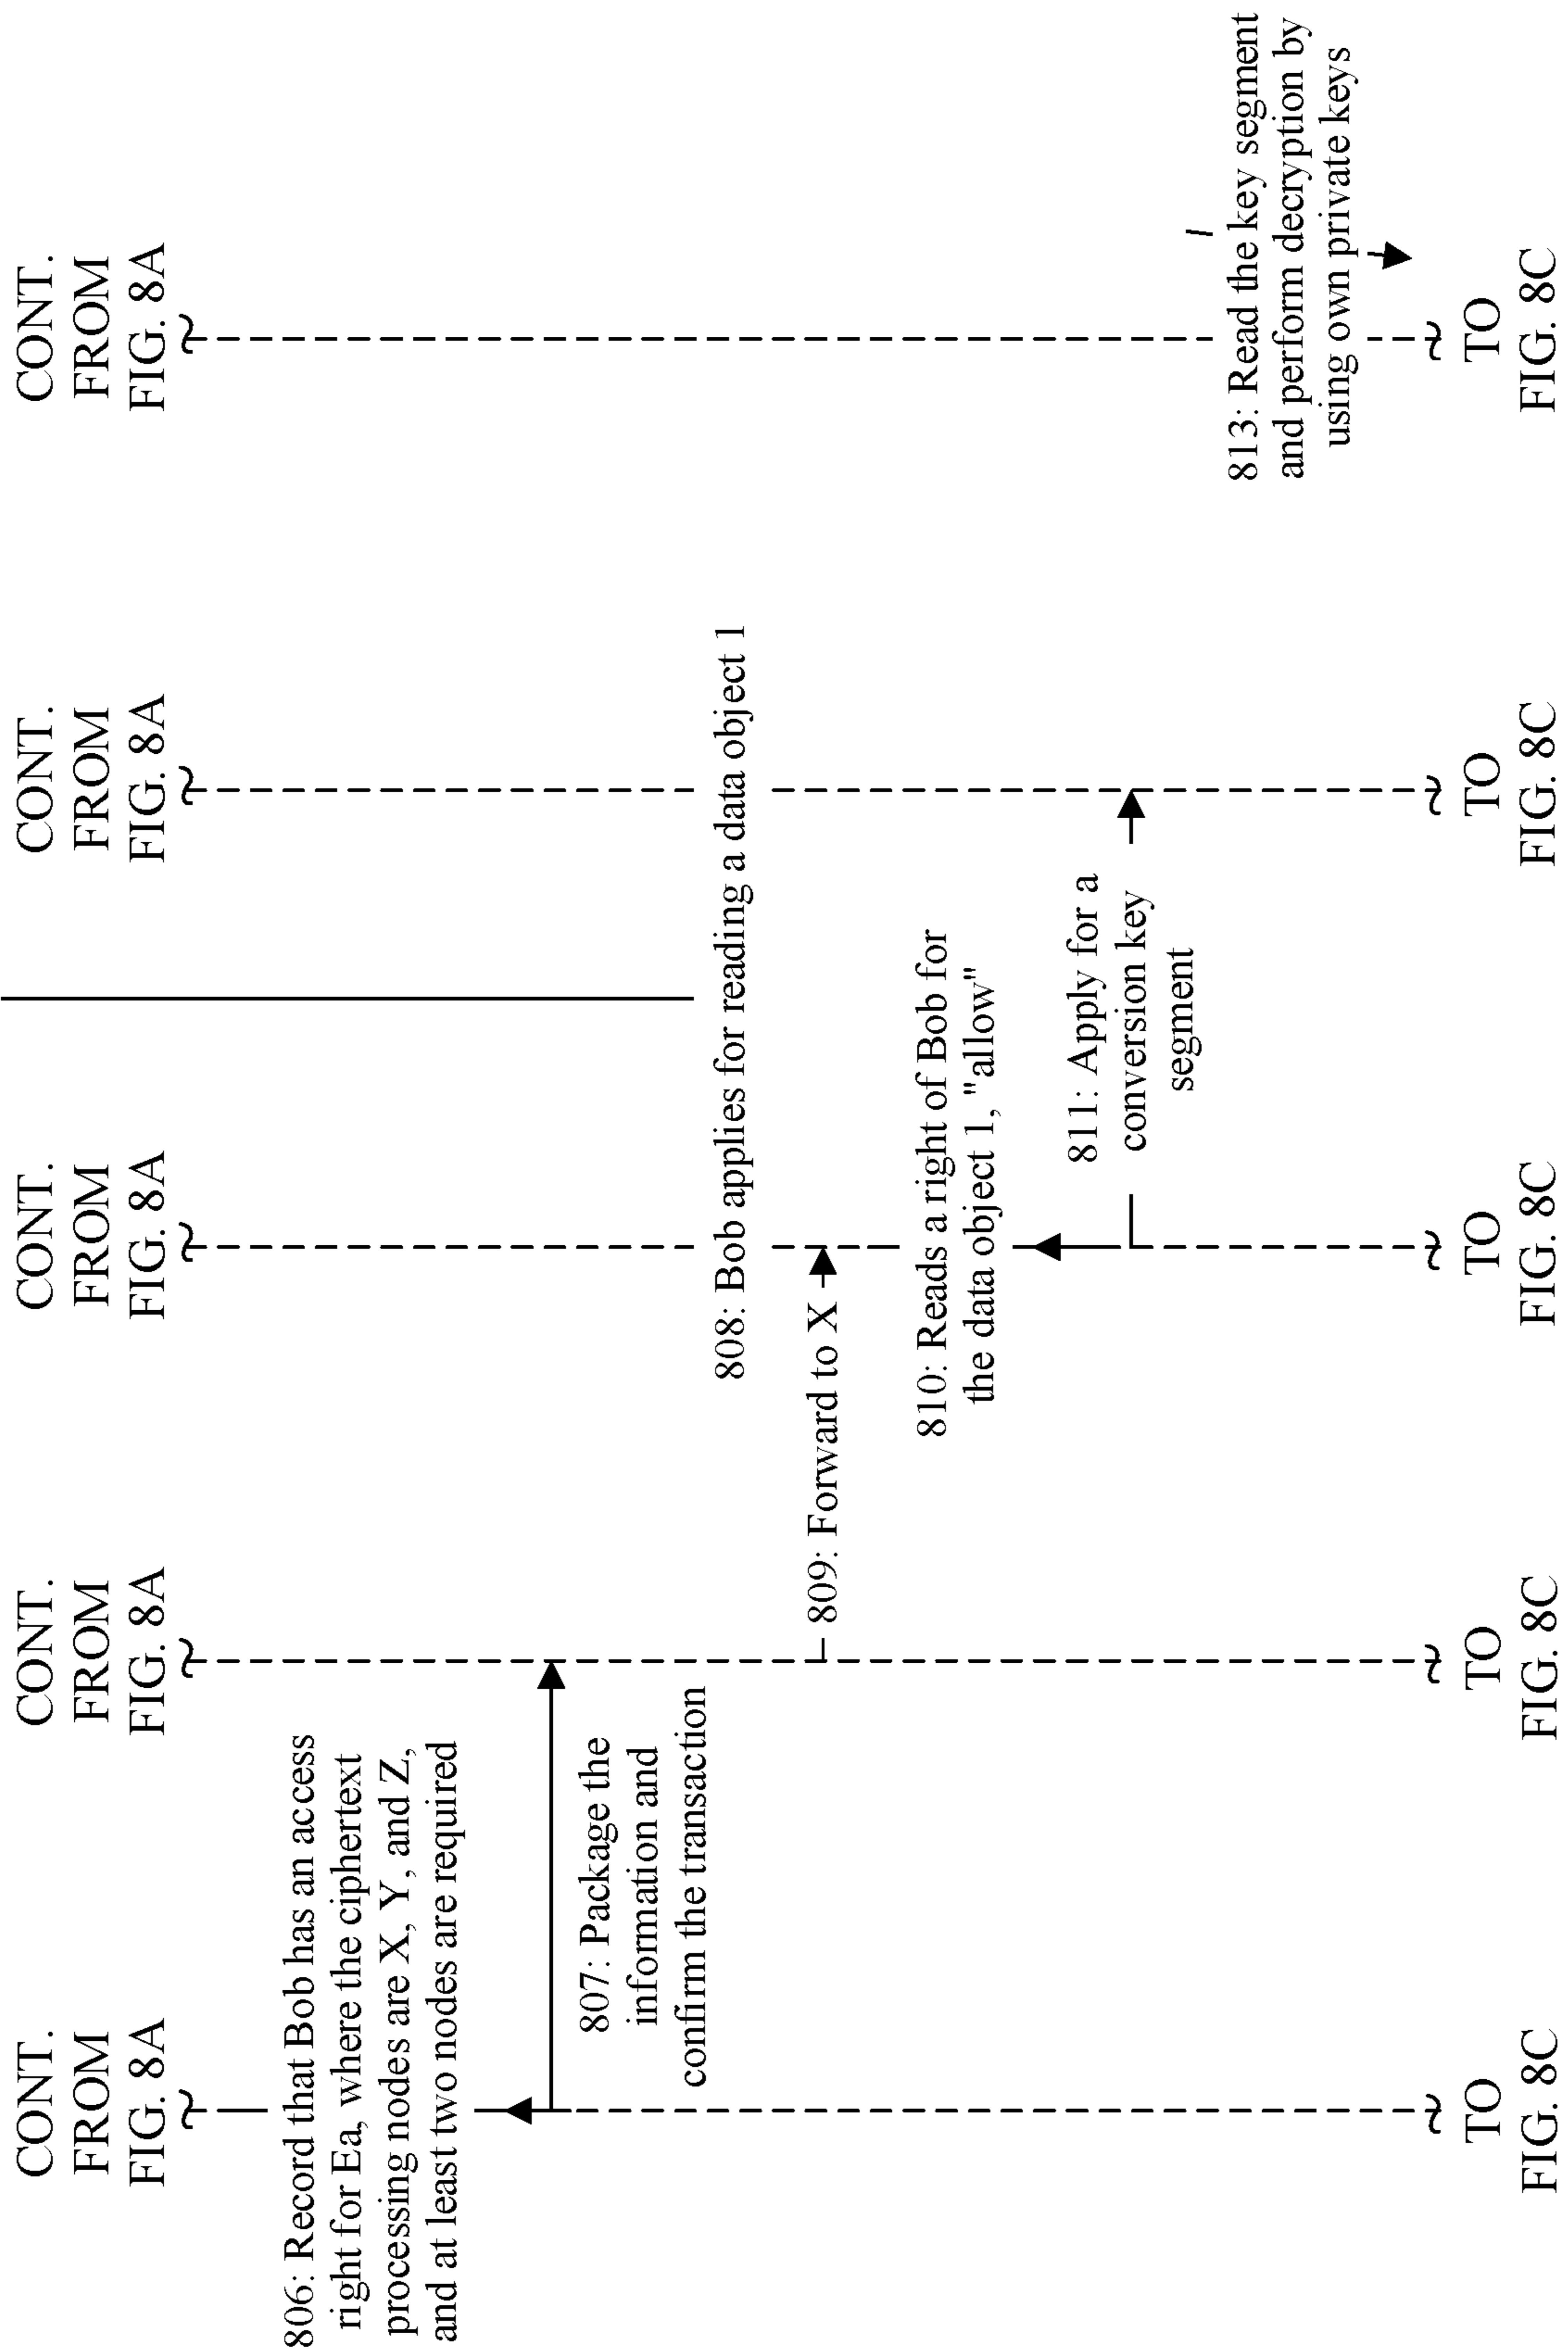 CONT.
FROM
FIG. 8A
CONT.
FROM
FIG. 8A
CONT.
FROM
FIG. 8A
CONT.
FROM
FIG. 8A
CONT.
FROM
FIG. 8A
806: Record that Bob has an access
right for Ea, where the ciphertext
processing nodes are X, Y, and Z,
and at least two nodes are required
807: Package the
information and
confirm the transaction
808: Bob applies for reading a data object 1
809: Forward to X
810: Reads a right of Bob for
the data object 1, "allow"
811: Apply for a
conversion key
segment
813: Read the key segment
and perform decryption by
using own private keys
TO
FIG. 8C
TO
FIG. 8C
TO
FIG. 8C
TO
FIG. 8C
TO
FIG. 8C